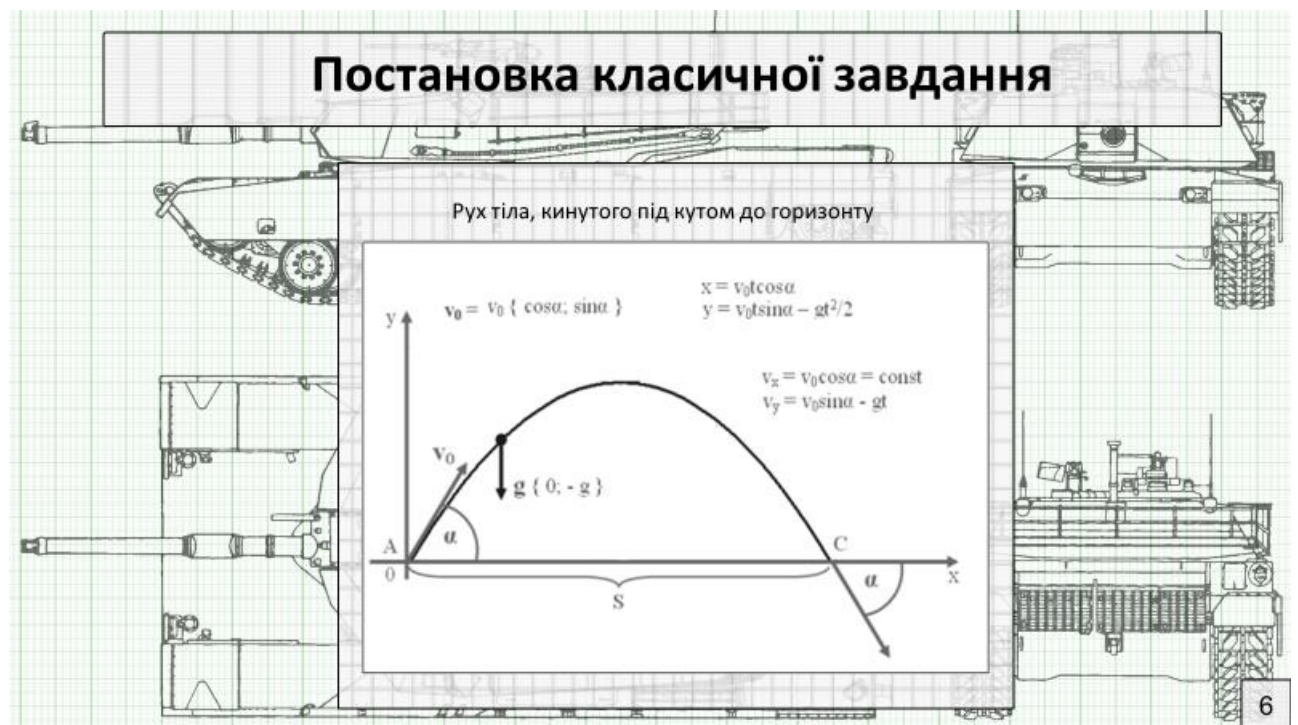 Постановка класичної завдання
Рух тіла, кинутого під кутом до горизонту
v₀ = v₀ { cosα; sinα }
x = v₀tcosα
y = v₀tsinα – gt²/2
y
vₓ = v₀cosα = const
vᵧ = v₀sinα - gt
v₀
g { 0; - g }
α
A
C
0
x
α
S
6